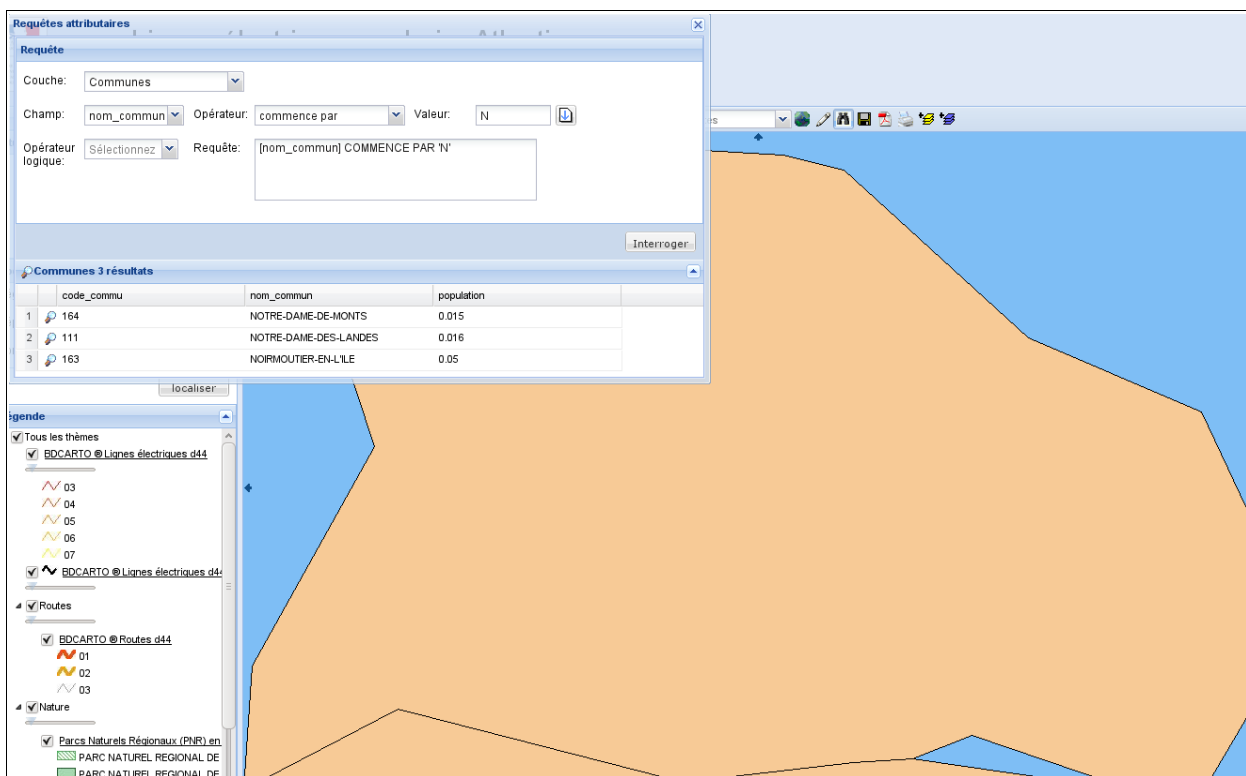 Requêtes attributaires
Requête
Couche: Communes
Champ: nom_commun Opérateur: commence par Valeur: N
Opérateur logique: Sélectionnez Requête: [nom_commun] COMMENCE PAR 'N'
Interroger
Communes 3 résultats
code_commu nom_commun population
1 164 NOTRE-DAME-DE-MONTS 0.015
2 111 NOTRE-DAME-DES-LANDES 0.016
3 163 NOIRMOUTIER-EN-L'ILE 0.05
localiser
égende
Tous les thèmes
BDCARTO ® Lignes électriques d44
03
04
05
06
07
BDCARTO ® Lignes électriques d44
Routes
BDCARTO ® Routes d44
01
02
03
Nature
Parcs Naturels Régionaux (PNR) en
PARC NATUREL REGIONAL DE
PARC NATUREL REGIONAL DE